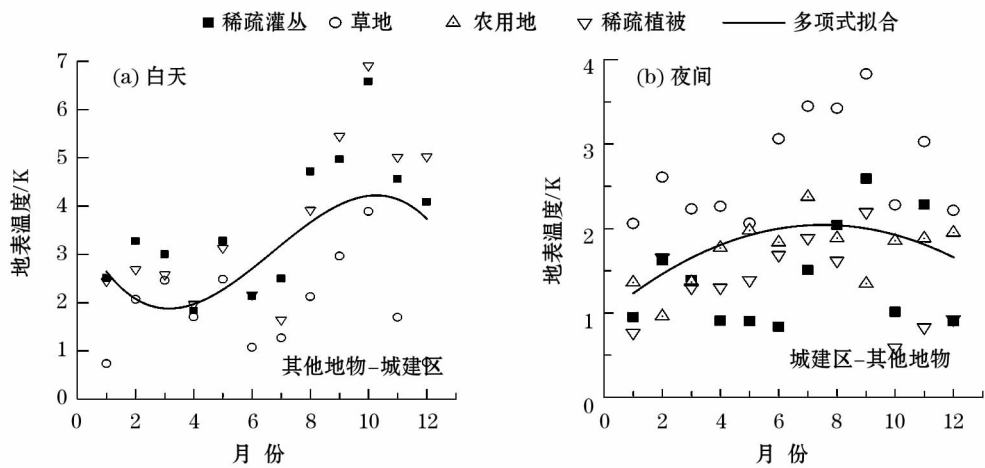 稀疏灌丛 草地 农用地 稀疏植被 多项式拟合
(a) 白天
地表温度/K
7
6
5
4
3
2
1
0
其他地物-城建区
0 2 4 6 8 10 12
月 份
(b) 夜间
地表温度/K
4
3
2
1
0
城建区-其他地物
0 2 4 6 8 10 12
月 份